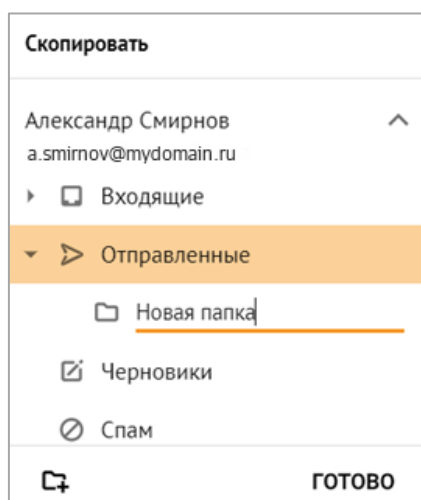 Скопировать
Александр Смирнов
a.smirnov@mydomain.ru
Входящие
Отправленные
Новая папка
Черновики
Спам
ГОТОВО